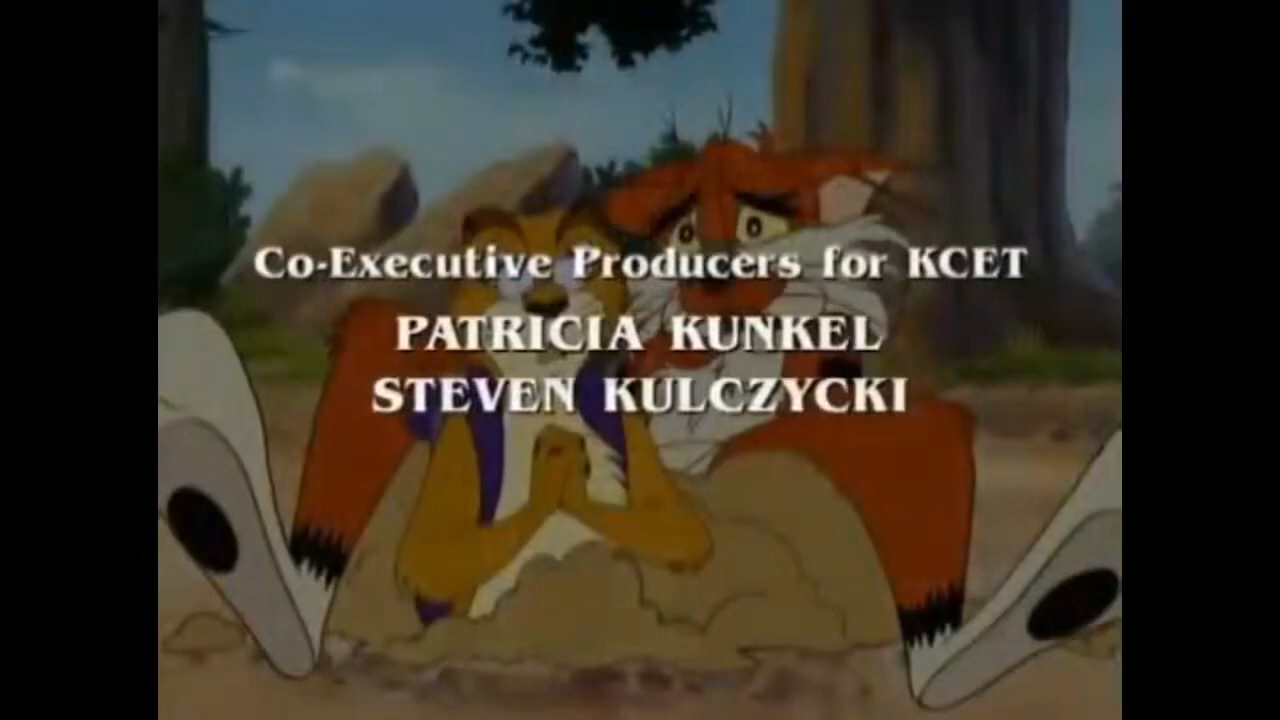 Co-Executive Producers for KCET
PATRICIA KUNKEL
STEVEN KULCZYCKI